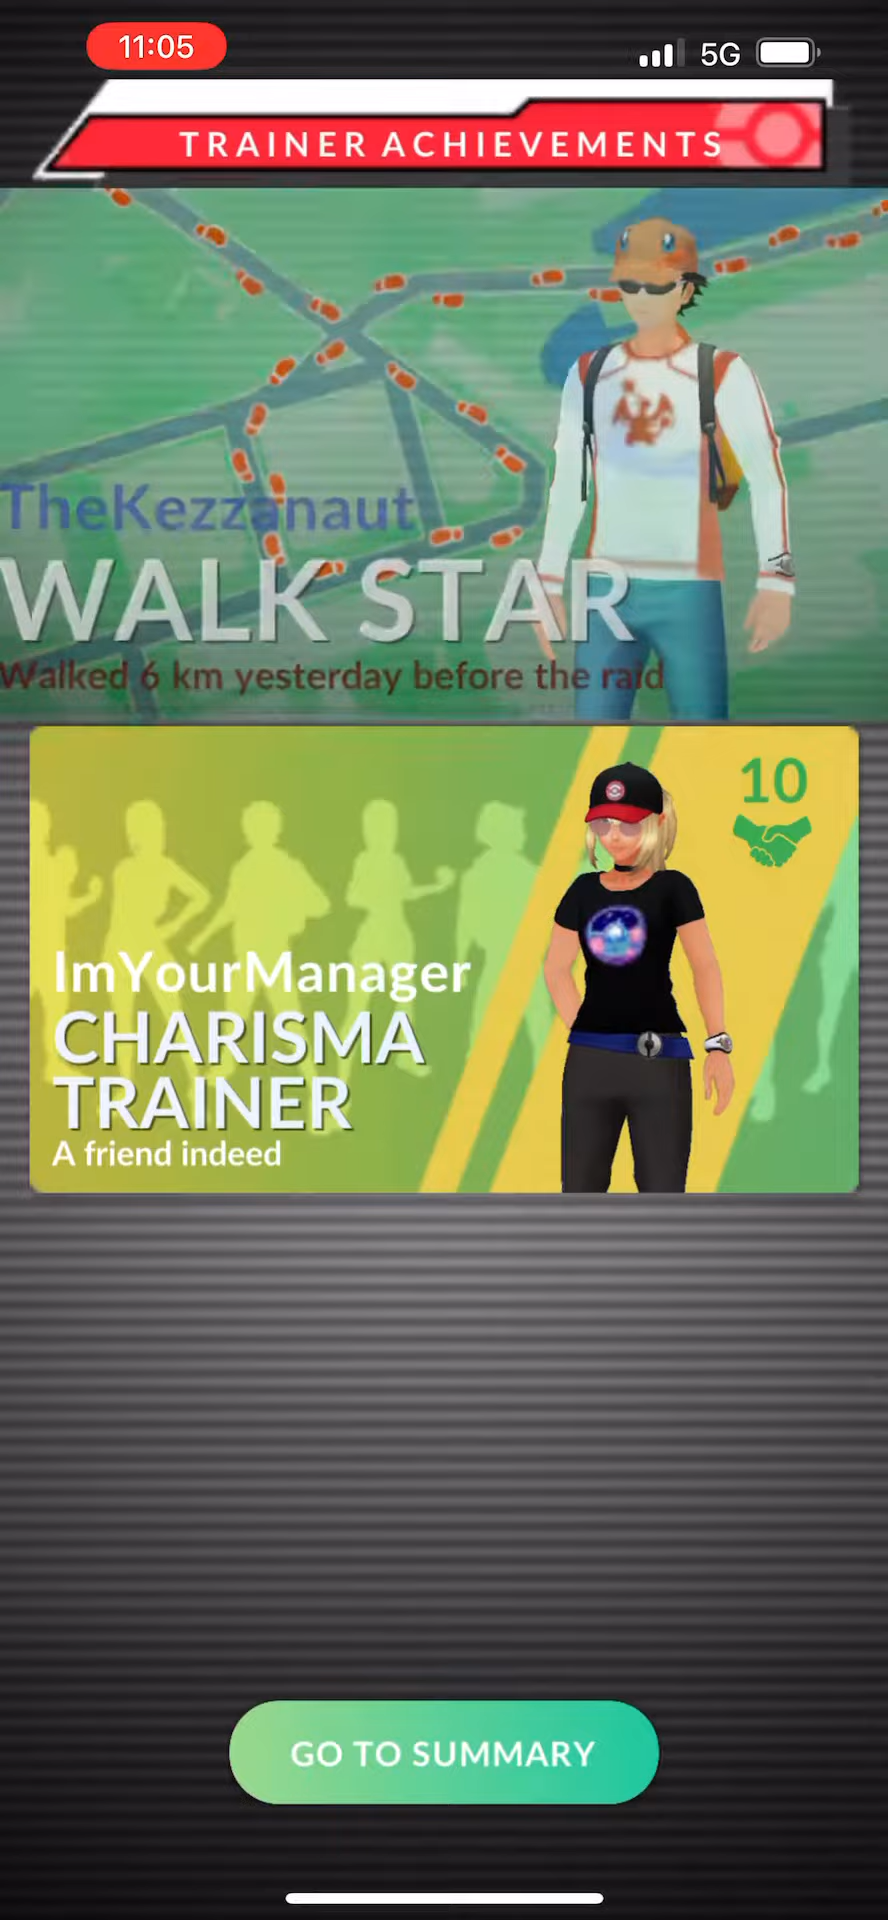 11:05
5G
TRAINER ACHIEVEMENTS
TheKezzanaut
WALK STAR
Walked 6 km yesterday before the raid
10
ImYourManager
CHARISMA
TRAINER
A friend indeed
GO TO SUMMARY